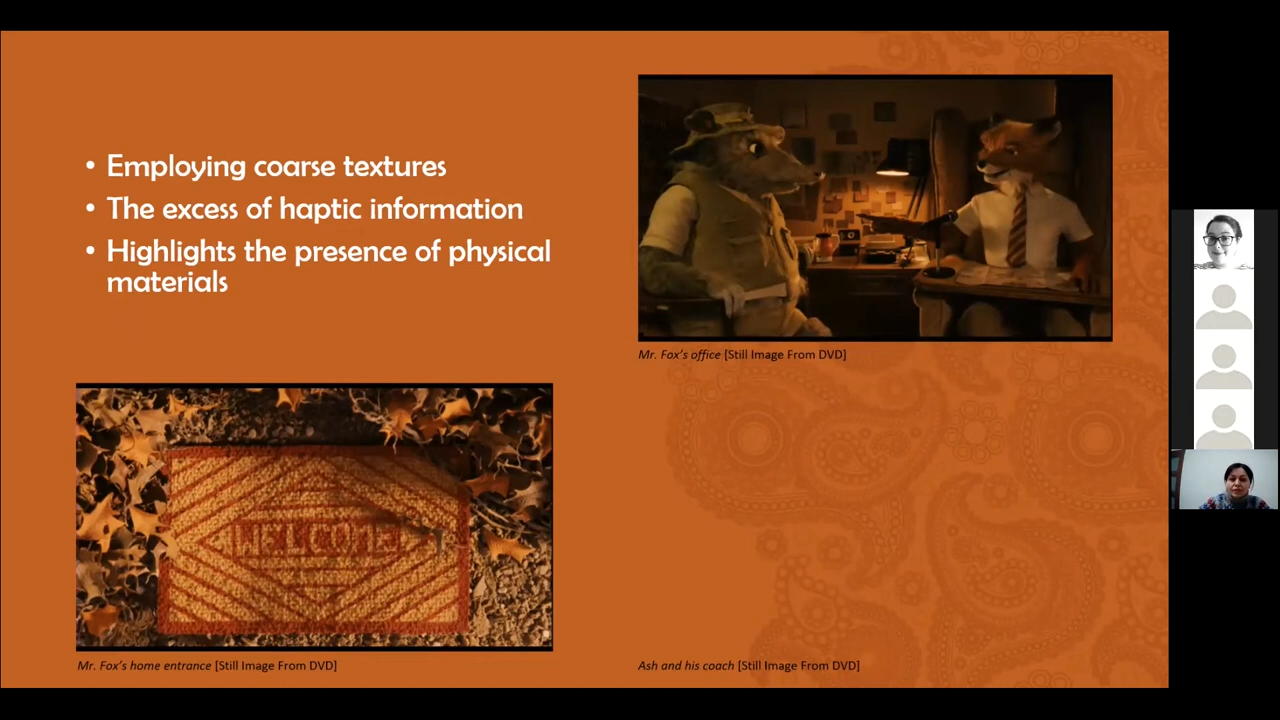 • Employing coarse textures
• The excess of haptic information
• Highlights the presence of physical
materials
Mr. Fox's office [Still Image From DVD]
WELCOME
Mr. Fox's home entrance [Still Image From DVD]
Ash and his coach [Still Image From DVD]